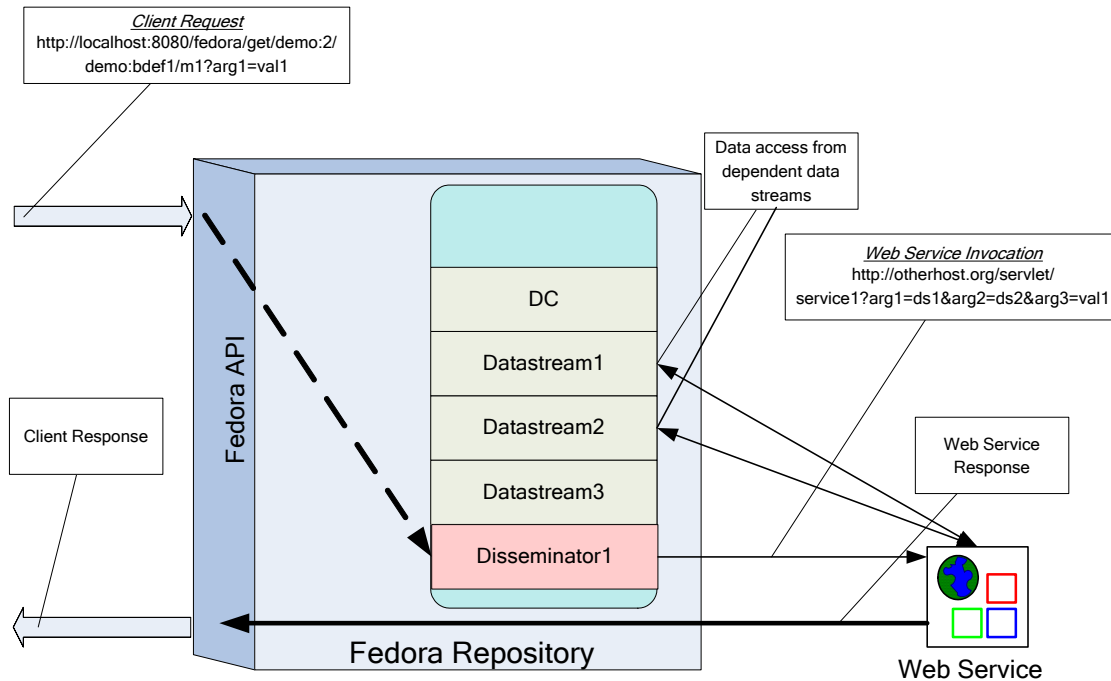 Client Request
http://localhost:8080/fedora/get/demo:2/
demo:bdef1/m1?arg1=val1
Data access from
dependent data
streams
Web Service Invocation
http://otherhost.org/servlet/
service1?arg1=ds1&arg2=ds2&arg3=val1
DC
Datastream1
Datastream2
Datastream3
Disseminator1
Fedora API
Client Response
Web Service
Response
Fedora Repository
Web Service